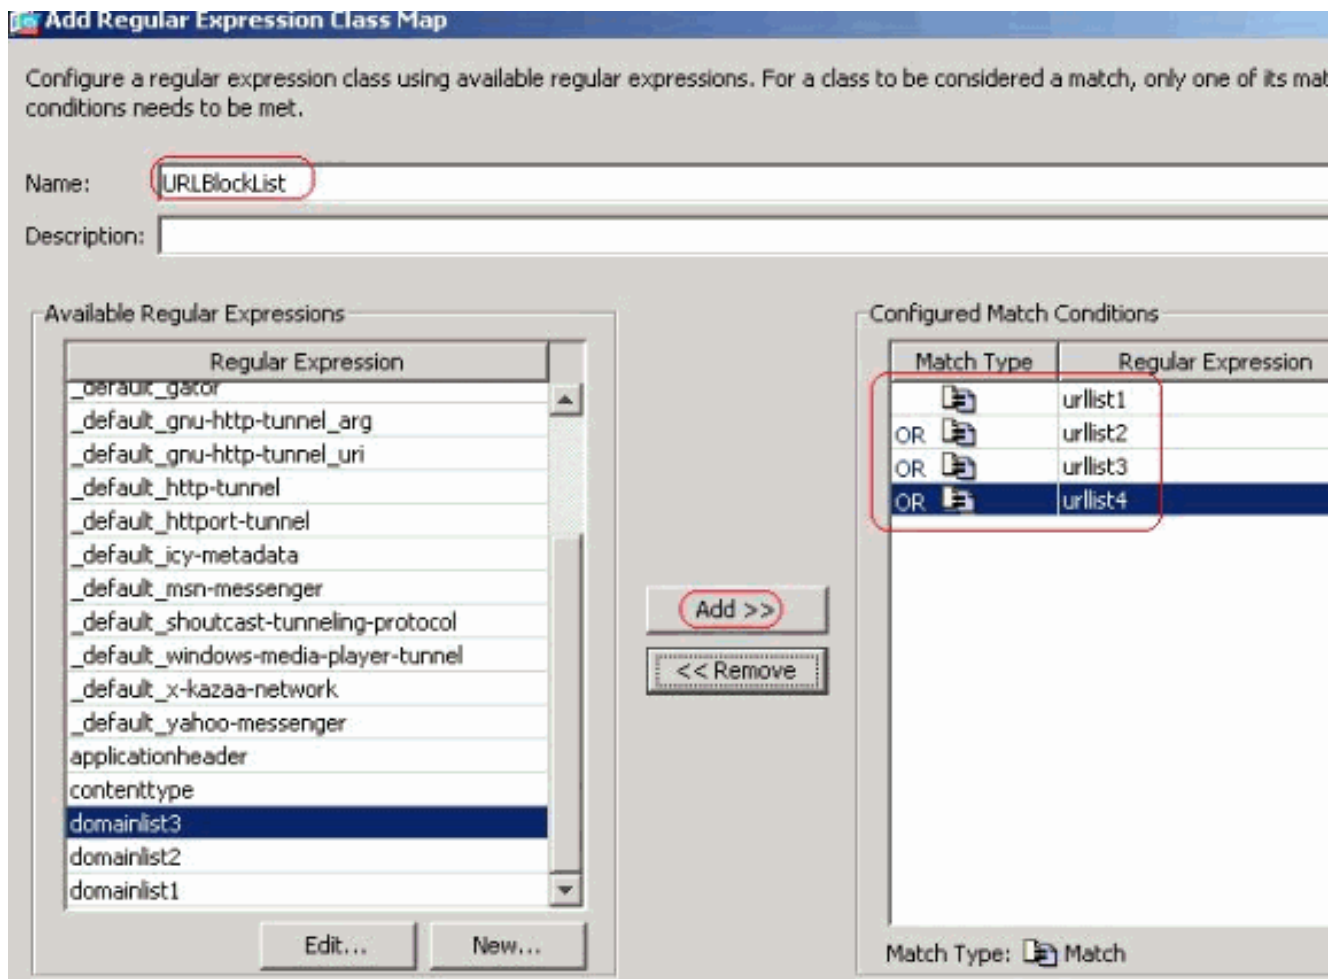 Add Regular Expression Class Map
Configure a regular expression class using available regular expressions. For a class to be considered a match, only one of its mat
conditions needs to be met.
Name: URLBlockList
Description:
Available Regular Expressions
Regular Expression
_default_gator
_default_gnu-http-tunnel_arg
_default_gnu-http-tunnel_uri
_default_http-tunnel
_default_httport-tunnel
_default_icy-metadata
_default_msn-messenger
_default_shoutcast-tunneling-protocol
_default_windows-media-player-tunnel
_default_x-kazaa-network
_default_yahoo-messenger
applicationheader
contenttype
domainlist3
domainlist2
domainlist1
Edit...
New...
Add >>
<< Remove
Configured Match Conditions
Match Type Regular Expression
urllist1
OR urllist2
OR urllist3
OR urllist4
Match Type: Match